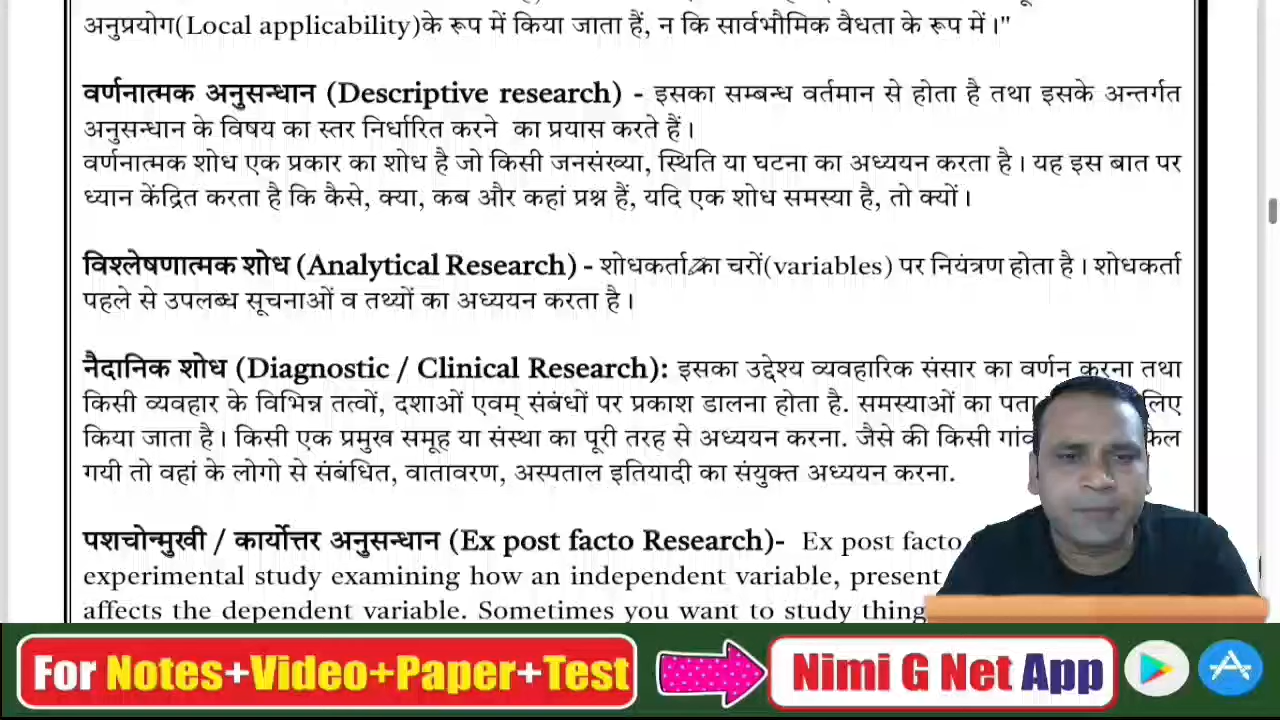 अनुप्रयोग(Local applicability)के रूप में किया जाता हैं, न कि सार्वभौमिक वैधता के रूप में।"
वर्णनात्मक अनुसन्धान (Descriptive research) - इसका सम्बन्ध वर्तमान से होता है तथा इसके अन्तर्गत
अनुसन्धान के विषय का स्तर निर्धारित करने का प्रयास करते हैं।
वर्णनात्मक शोध एक प्रकार का शोध है जो किसी जनसंख्या, स्थिति या घटना का अध्ययन करता है। यह इस बात पर
ध्यान केंद्रित करता है कि कैसे, क्या, कब और कहां प्रश्न हैं, यदि एक शोध समस्या है, तो क्यों।
विश्लेषणात्मक शोध (Analytical Research) - शोधकर्ता का चरों(variables) पर नियंत्रण होता है। शोधकर्ता
पहले से उपलब्ध सूचनाओं व तथ्यों का अध्ययन करता है।
नैदानिक शोध (Diagnostic / Clinical Research): इसका उद्देश्य व्यवहारिक संसार का वर्णन करना तथा
किसी व्यवहार के विभिन्न तत्वों, दशाओं एवम् संबंधों पर प्रकाश डालना होता है. समस्याओं का पता लिए
किया जाता है। किसी एक प्रमुख समूह या संस्था का पूरी तरह से अध्ययन करना. जैसे की किसी
गयी तो वहां के लोगो से संबंधित, वातावरण, अस्पताल इतियादी का संयुक्त अध्ययन करना.
पशचोन्मुखी / कार्योत्तर अनुसन्धान (Ex post facto Research)- Ex post facto
experimental study examining how an independent variable, present
affects the dependent variable. Sometimes you want to study
For Notes+Video+Paper+Test
Nimi G Net App